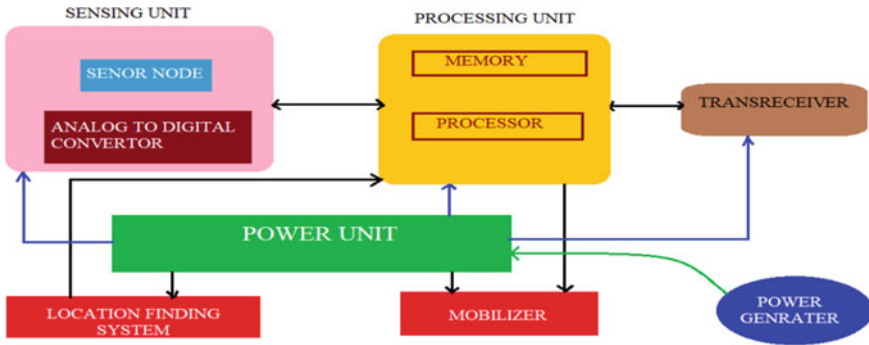 SENSING UNIT
PROCESSING UNIT
SENOR NODE
ANALOG TO DIGITAL
CONVERTOR
MEMORY
PROCESSOR
TRANSRECEIVER
POWER UNIT
LOCATION FINDING
SYSTEM
MOBILIZER
POWER
GENRATER